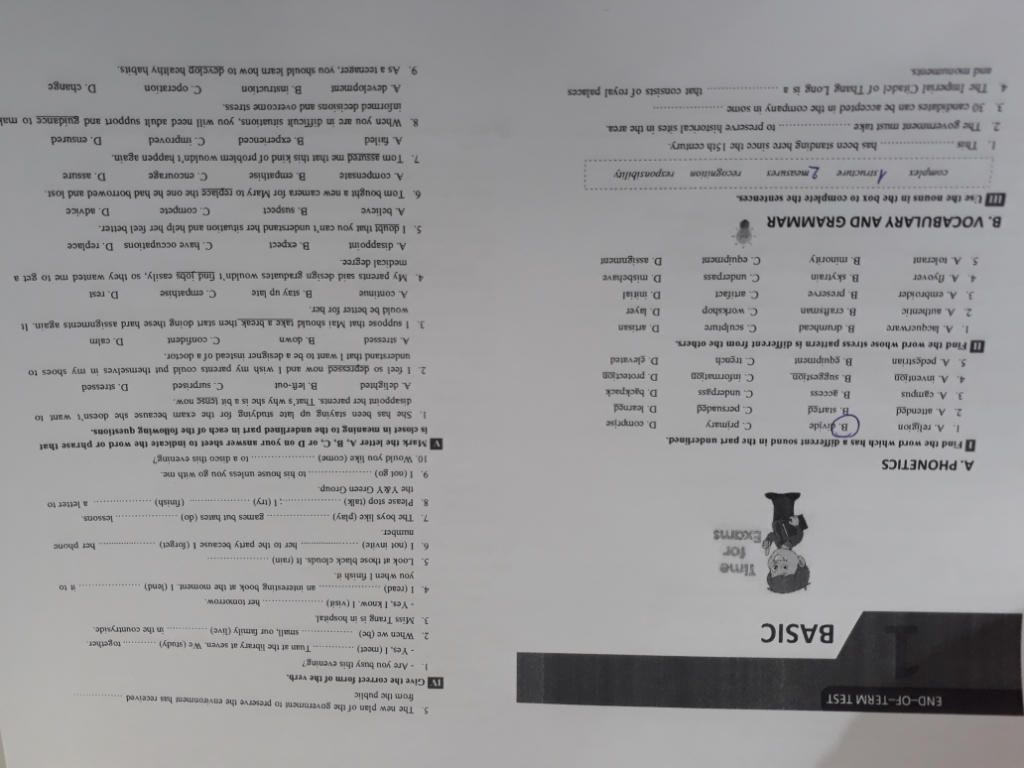 END-OF-TERM TEST
1
BASIC
Time
for
Exams
A. PHONETICS
I Find the word which has a different sound in the part underlined.
1. A. religion B. divide C. primary D. comprise
2. A. attended B. started C. persuaded D. learned
3. A. campus B. access C. underpass D. backpack
4. A. invention B. suggestion C. information D. protection
5. A. pedestrian B. equipment C. trench D. elevated
II Find the word whose stress pattern is different from the others.
1. A. lacquerware B. drumhead C. sculpture D. artisan
2. A. authentic B. craftsman C. workshop D. layer
3. A. embroider B. preserve C. artifact D. initial
4. A. flyover B. skytrain C. underpass D. misbehave
5. A. tolerant B. minority C. equipment D. assignment
B. VOCABULARY AND GRAMMAR
III Use the nouns in the box to complete the sentences.
complex 1 structure 2 measures recognition responsibility
1. This .................. has been standing here since the 15th century.
2. The government must take .................. to preserve historical sites in the area.
3. 30 candidates can be accepted in the company in some ..................
4. The Imperial Citadel of Thang Long is a .................. that consists of royal palaces
and monuments.
5. The new plan of the government to preserve the environment has received ............
from the public
IV Give the correct form of the verb.
1. - Are you busy this evening?
- Yes, I (meet) ............ Tuan at the library at seven. We (study) .......... together.
2. When we (be) ............... small, our family (live) ............ in the countryside.
3. Miss Trang is in hospital.
- Yes, I know. I (visit) .................. her tomorrow.
4. I (read) .................. an interesting book at the moment. I (lend) .................. it to
you when I finish it.
5. Look at those black clouds. It (rain) ..................
6. I (not invite) .................. her to the party because I (forget) .................. her phone
number.
7. The boys like (play) .................. games but hates (do) .................. lessons.
8. Please stop (talk) ..................; I (try) .................. (finish) .................. a letter to
the Y&Y Green Group.
9. I (not go) .................. to his house unless you go with me.
10. Would you like (come) .................. to a disco this evening?
V Mark the letter A, B, C, or D on your answer sheet to indicate the word or phrase that
is closest in meaning to the underlined part in each of the following questions.
1. She has been staying up late studying for the exam because she doesn't want to
disappoint her parents. That's why she is a bit tense now.
A. delighted B. left-out C. surprised D. stressed
2. I feel so depressed now and I wish my parents could put themselves in my shoes to
understand that I want to be a designer instead of a doctor.
A. stressed B. down C. confident D. calm
3. I suppose that Mai should take a break then start doing these hard assignments again. It
would be better for her.
A. continue B. stay up late C. empathise D. rest
4. My parents said design graduates wouldn't find jobs easily, so they wanted me to get a
medical degree.
A. disappoint B. expect C. have occupations D. replace
5. I doubt that you can't understand her situation and help her feel better.
A. believe B. suspect C. compete D. advice
6. Tom bought a new camera for Mary to replace the one he had borrowed and lost.
A. compensate B. empathise C. encourage D. assure
7. Tom assured me that this kind of problem wouldn't happen again.
A. failed B. experienced C. improved D. ensured
8. When you are in difficult situations, you will need adult support and guidance to mak
informed decisions and overcome stress.
A. development B. instruction C. operation D. change
9. As a teenager, you should learn how to develop healthy habits.